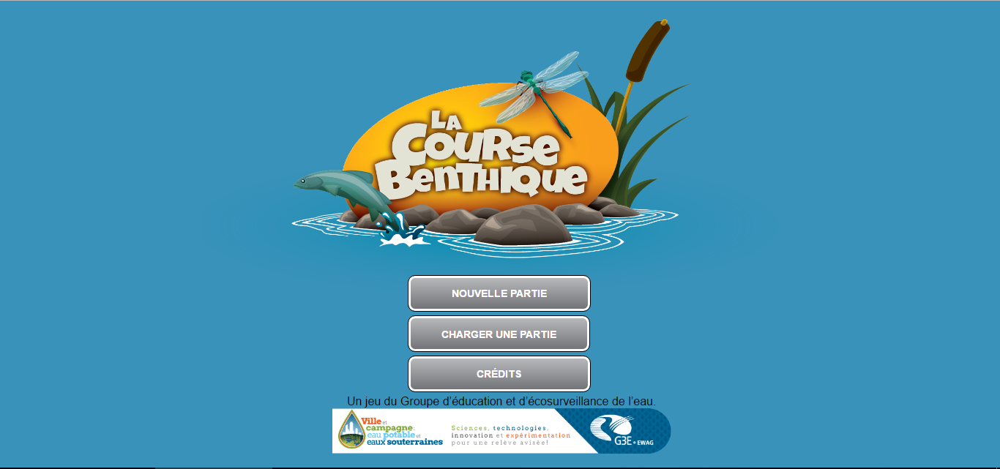 LA
COURSE
BENTHIQUE
NOUVELLE PARTIE
CHARGER UNE PARTIE
CRÉDITS
Un jeu du Groupe d'éducation et d'écosurveillance de l'eau.
Ville et
campagne:
eau potable et
eaux souterraines
Sciences, technologies,
innovation et expérimentation
pour une relève avisée!
G3E • EWAG